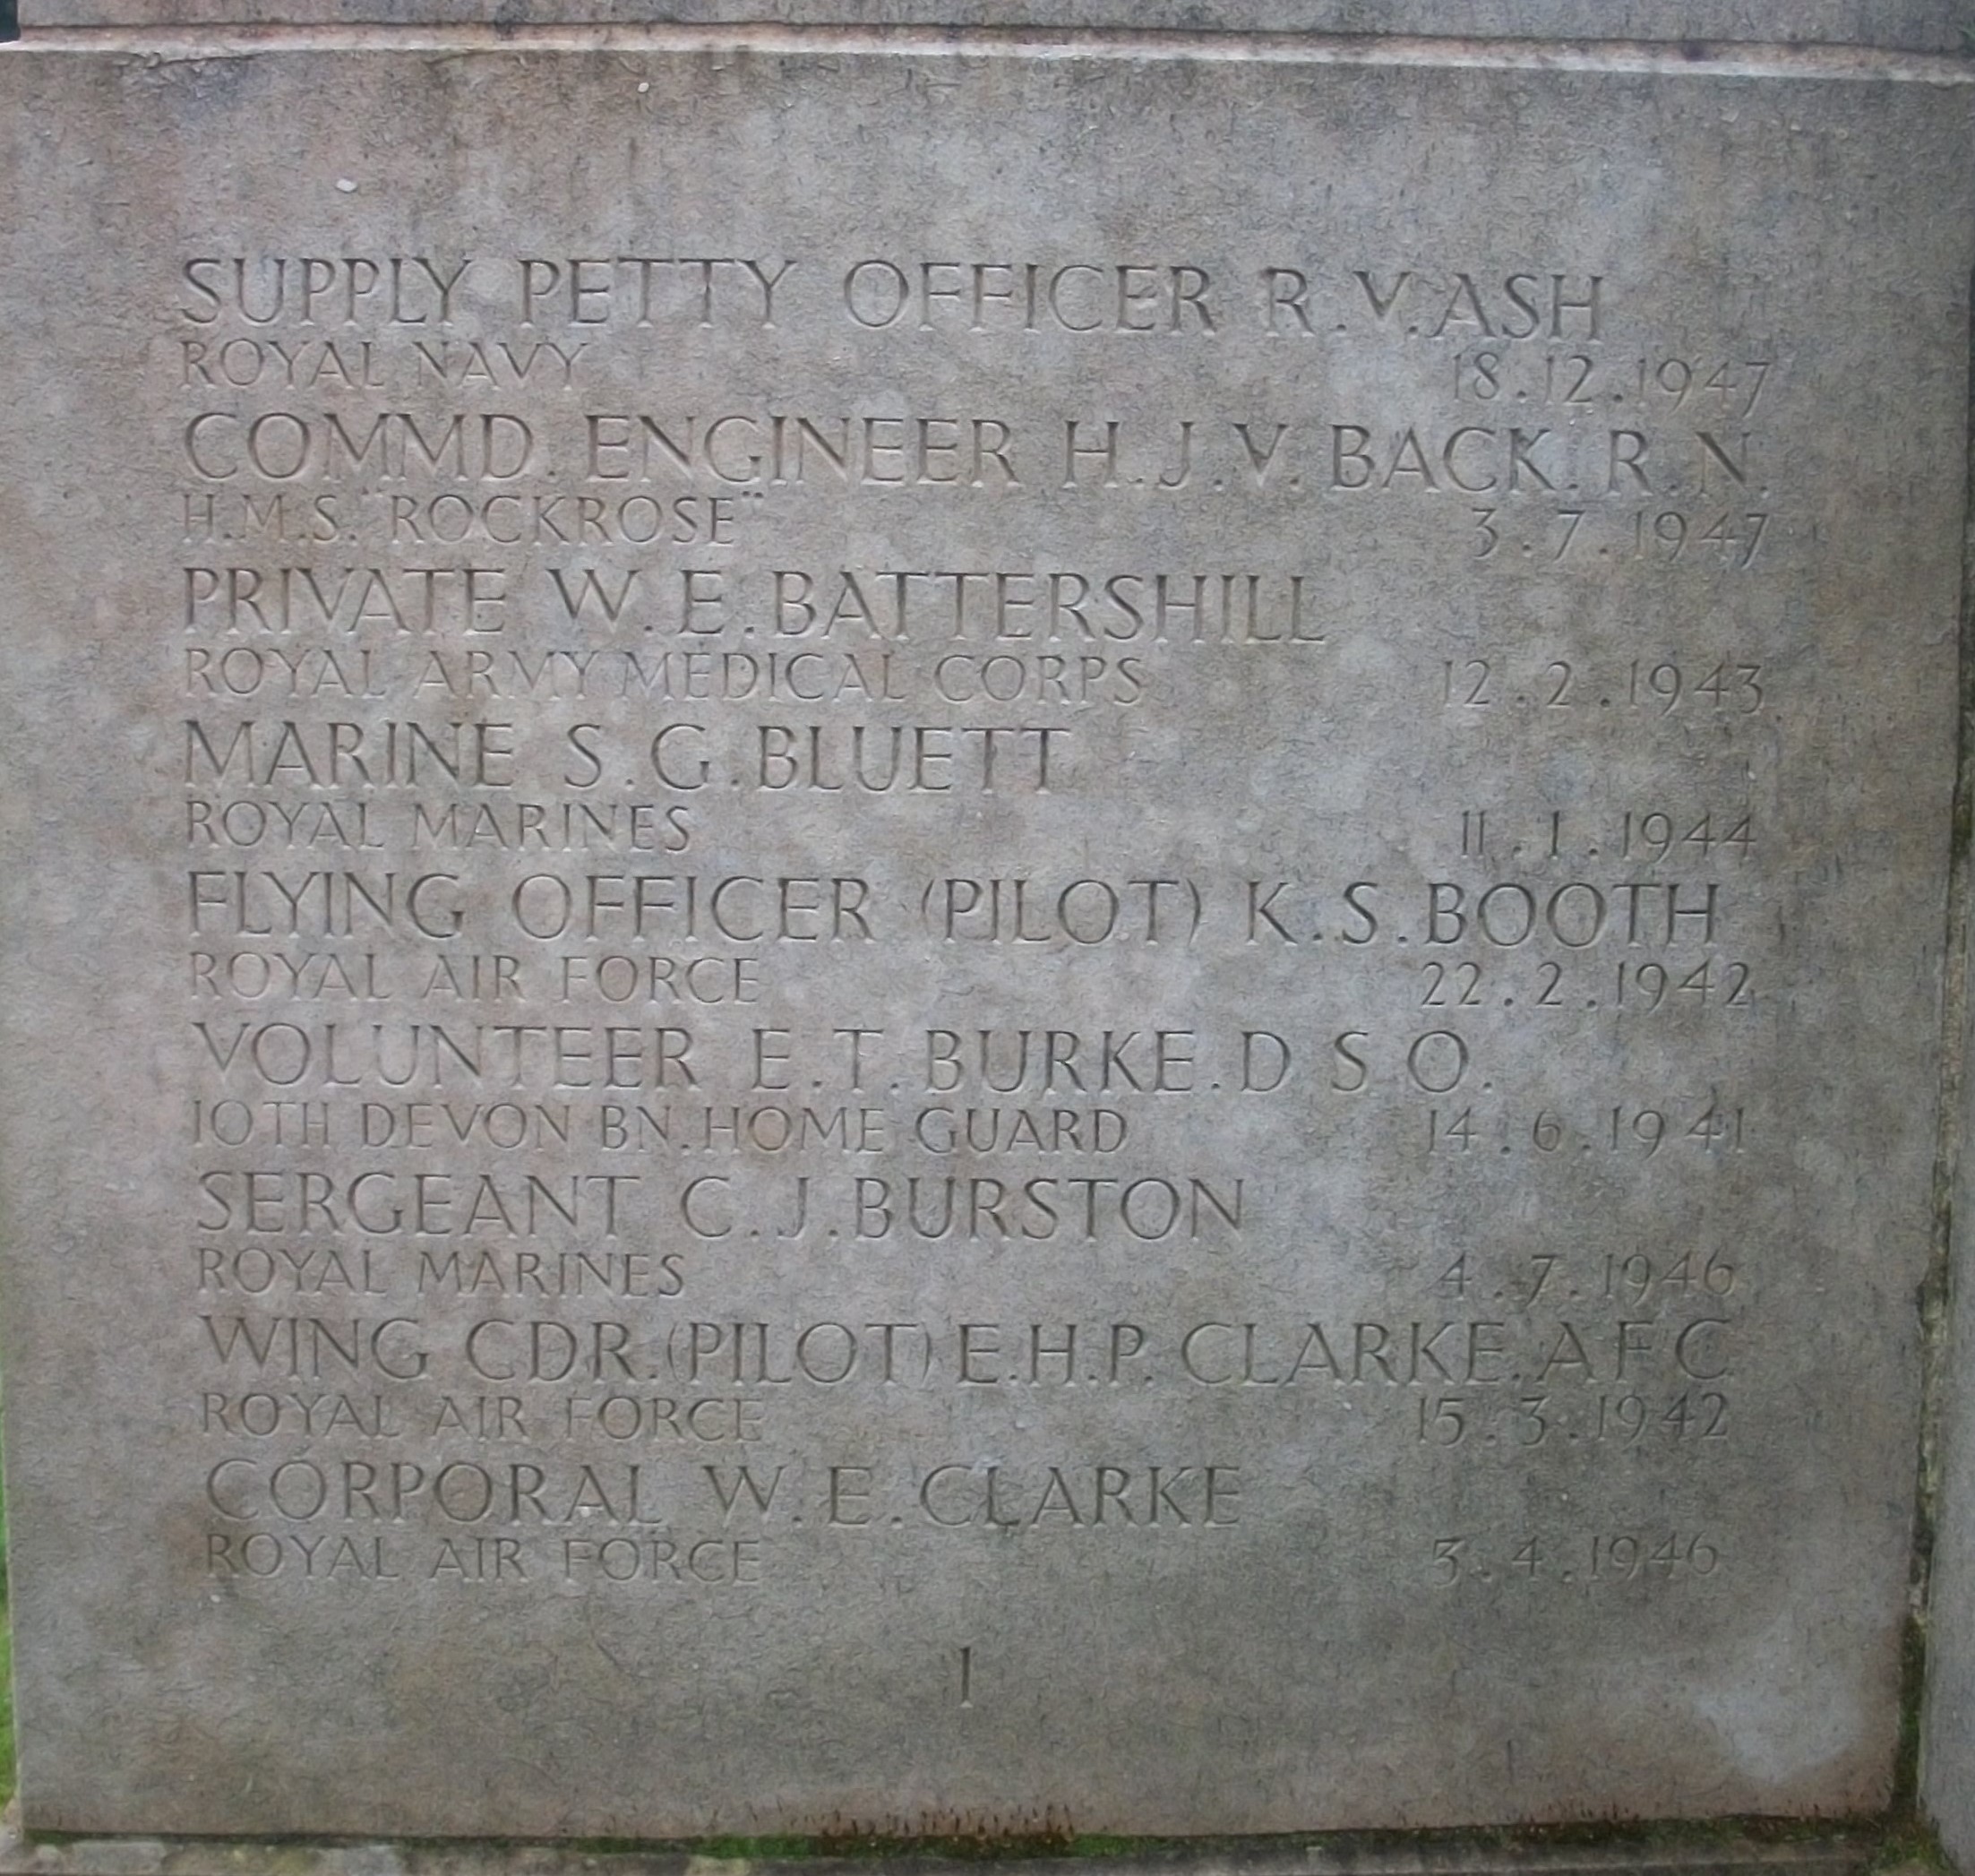 SUPPLY PETTY OFFICER R.V.ASH
ROYAL NAVY 18.12.1947
COMMD. ENGINEER H.J.V.BACK.R.N.
H.M.S. "ROCKROSE" 3.7.1947
PRIVATE W.E.BATTERSHILL
ROYAL ARMY MEDICAL CORPS 12.2.1943
MARINE S.G.BLUETT
ROYAL MARINES 11.1.1944
FLYING OFFICER (PILOT) K.S.BOOTH
ROYAL AIR FORCE 22.2.1942
VOLUNTEER E.T.BURKE.D S O.
10TH DEVON BN.HOME GUARD 14.6.1941
SERGEANT C.J.BURSTON
ROYAL MARINES 4.7.1946
WING CDR.(PILOT) E.H.P. CLARKE.A F C
ROYAL AIR FORCE 15.3.1942
CORPORAL W.E.CLARKE
ROYAL AIR FORCE 3.4.1946
1